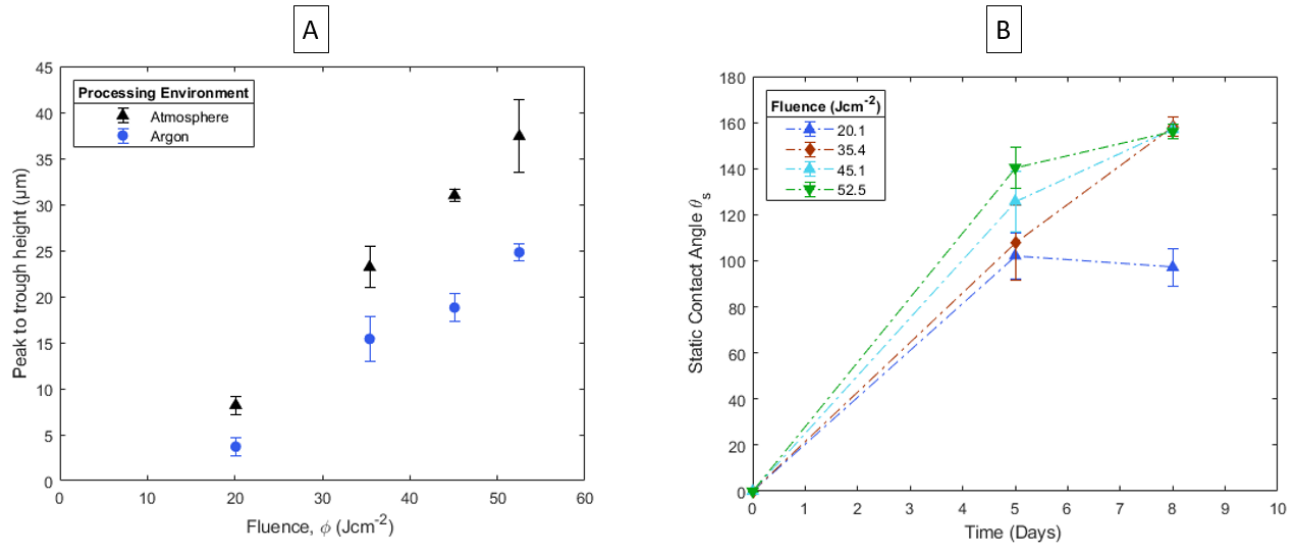 A
45
40
35
30
25
20
15
10
5
0
Peak to trough height (μm)
Processing Environment
Atmosphere
Argon
0 10 20 30 40 50 60
Fluence, ϕ (Jcm⁻²)
B
180
160
140
120
100
80
60
40
20
0
Static Contact Angle θₛ
Fluence (Jcm⁻²)
20.1
35.4
45.1
52.5
0 1 2 3 4 5 6 7 8 9 10
Time (Days)